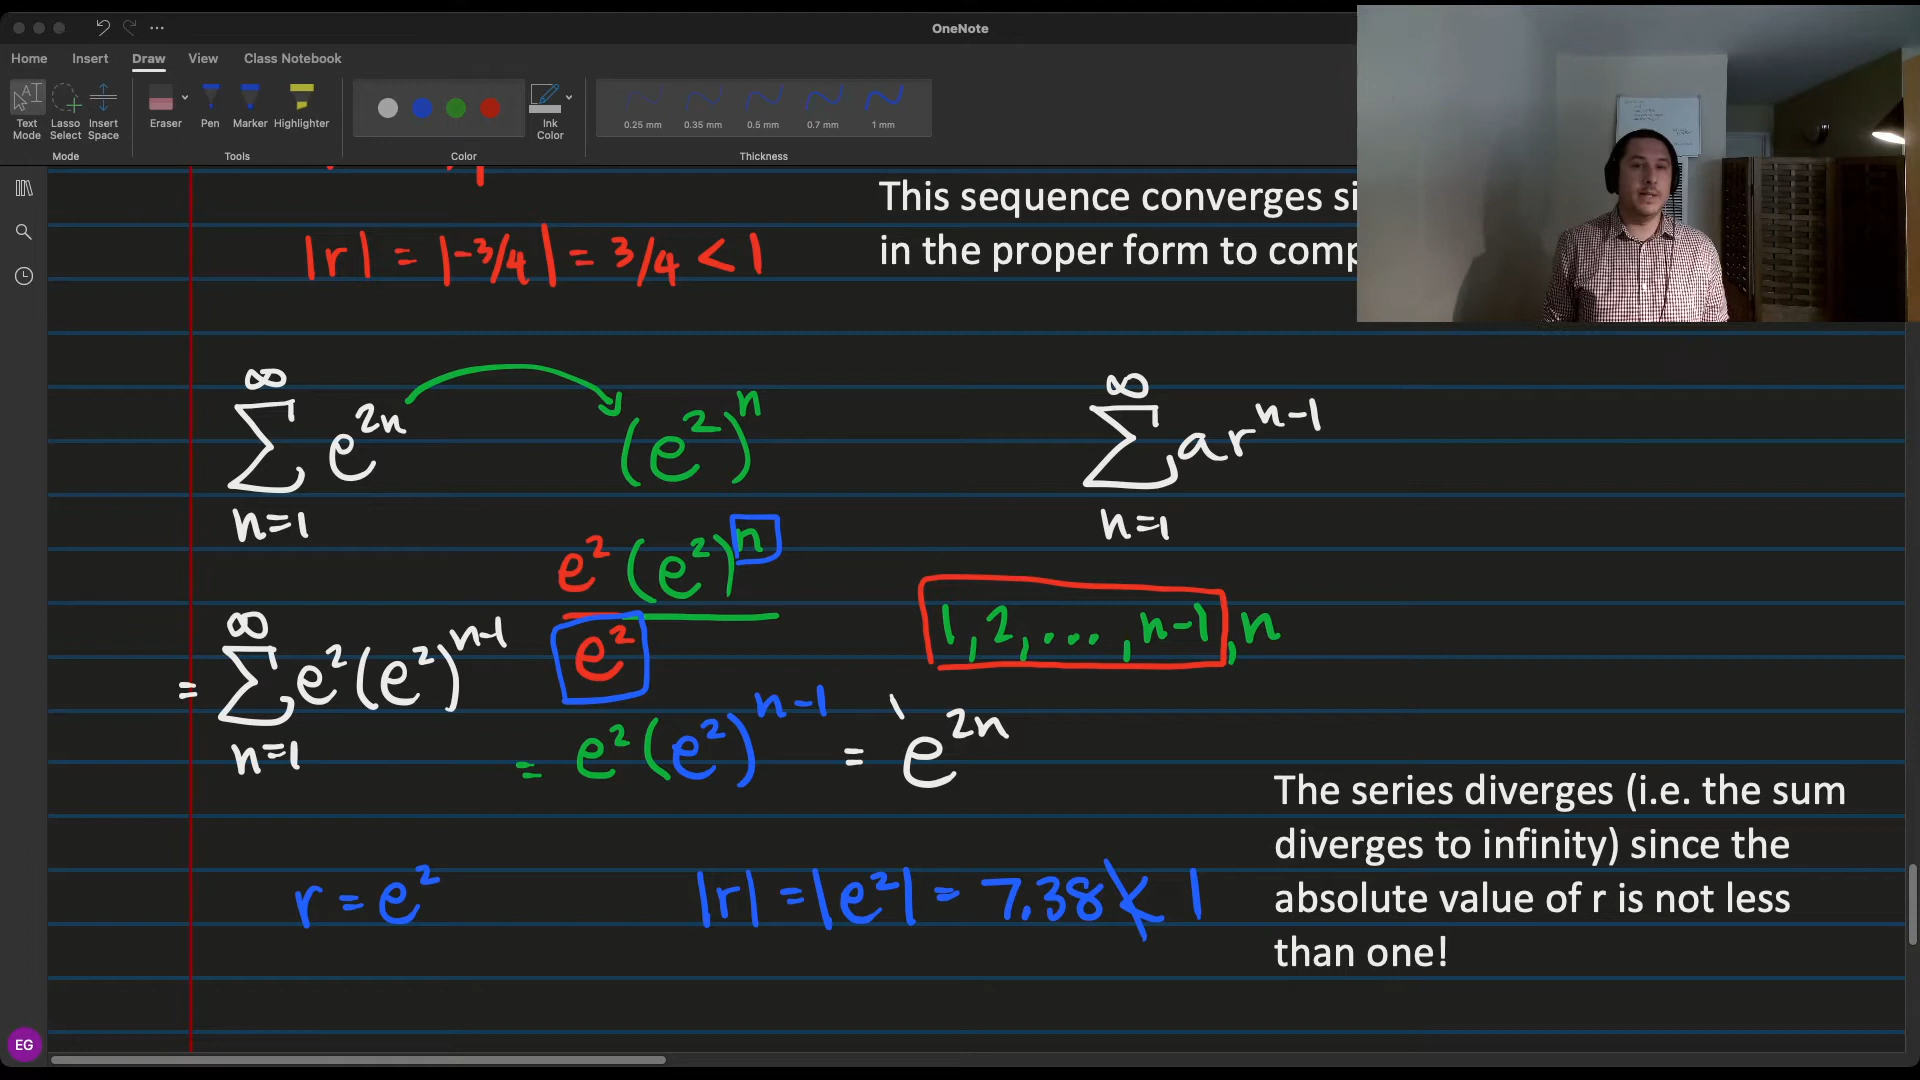 OneNote
Home Insert Draw View Class Notebook
Text Mode Lasso Select Insert Space Eraser Pen Marker Highlighter Ink Color 0.25 mm 0.35 mm 0.5 mm 0.7 mm 1 mm
Mode Tools Color Thickness
This sequence converges si
in the proper form to comp
|r| = |-3/4| = 3/4 < 1
∞ ∑ n=1 e^{2n} (e^2)^n
∞ ∑ n=1 ar^{n-1}
e^2 (e^2)^n / e^2
1, 2, ..., n-1, n
= ∞ ∑ n=1 e^2 (e^2)^{n-1}
= e^2 (e^2)^{n-1} = e^{2n}
The series diverges (i.e. the sum
diverges to infinity) since the
absolute value of r is not less
than one!
r = e^2 |r| = |e^2| = 7.38 ≮ 1
EG